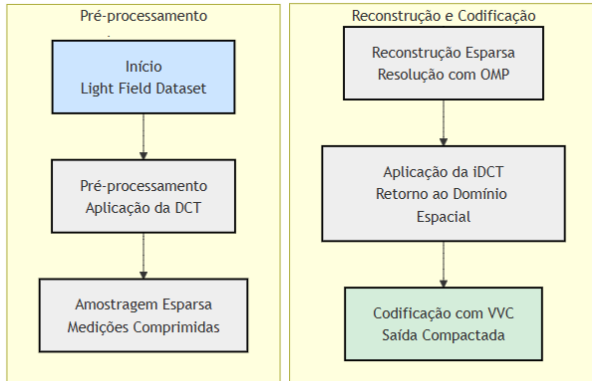 Pré-processamento
Início
Light Field Dataset
Pré-processamento
Aplicação da DCT
Amostragem Esparsa
Medições Comprimidas
Reconstrução e Codificação
Reconstrução Esparsa
Resolução com OMP
Aplicação da iDCT
Retorno ao Domínio
Espacial
Codificação com VVC
Saída Compactada